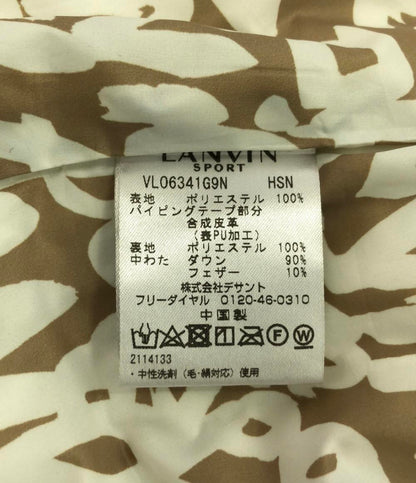 LANVIN
SPORT
VL06341G9N HSN
表地 ポリエステル 100%
パイピングテープ部分
合成皮革
(表PU加工)
裏地 ポリエステル 100%
中わた ダウン 90%
フェザー 10%
株式会社デサント
フリーダイヤル 0120-46-0310
中国製
2114133
・中性洗剤(毛・絹対応)使用